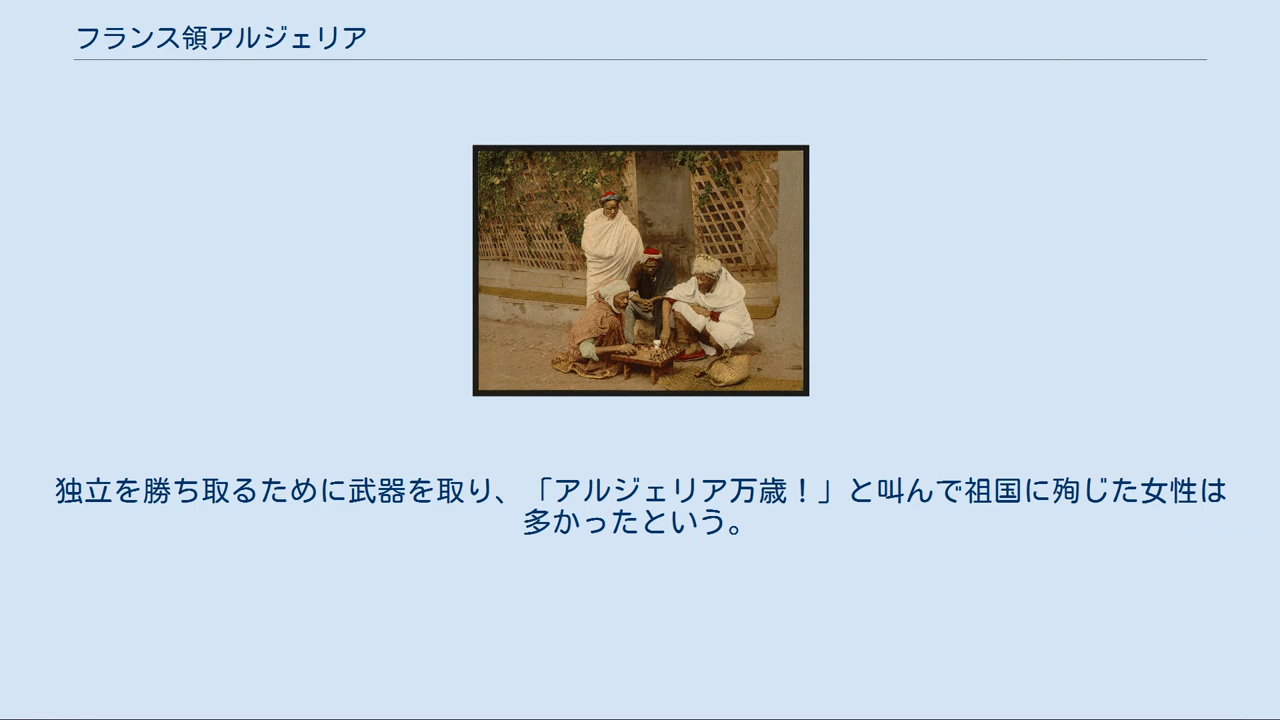 フランス領アルジェリア
独立を勝ち取るために武器を取り、「アルジェリア万歳！」と叫んで祖国に殉じた女性は
多かったという。